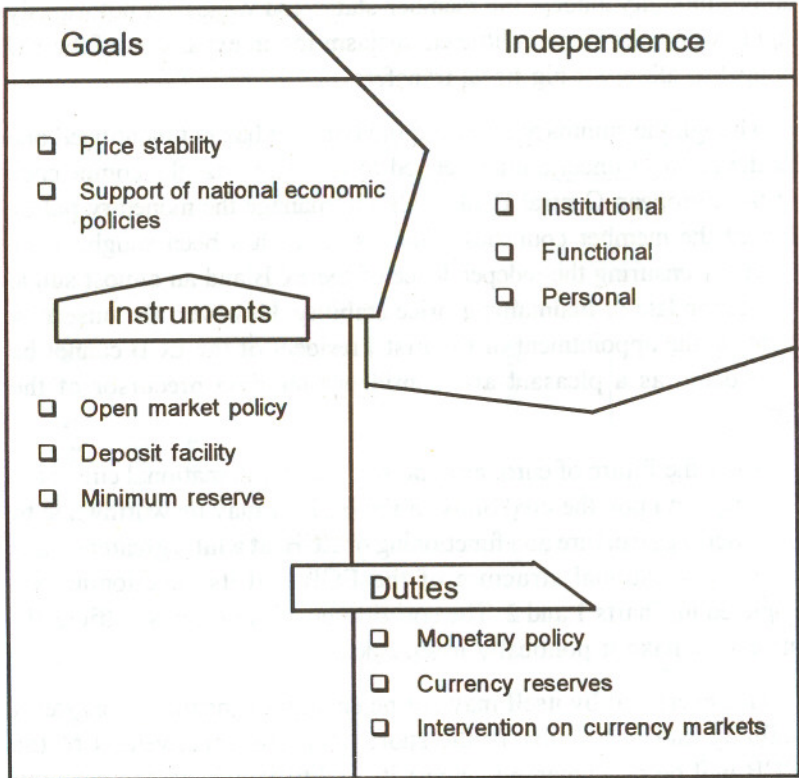 Goals
Independence
❑ Price stability
❑ Support of national economic
policies
❑ Institutional
❑ Functional
❑ Personal
Instruments
❑ Open market policy
❑ Deposit facility
❑ Minimum reserve
Duties
❑ Monetary policy
❑ Currency reserves
❑ Intervention on currency markets